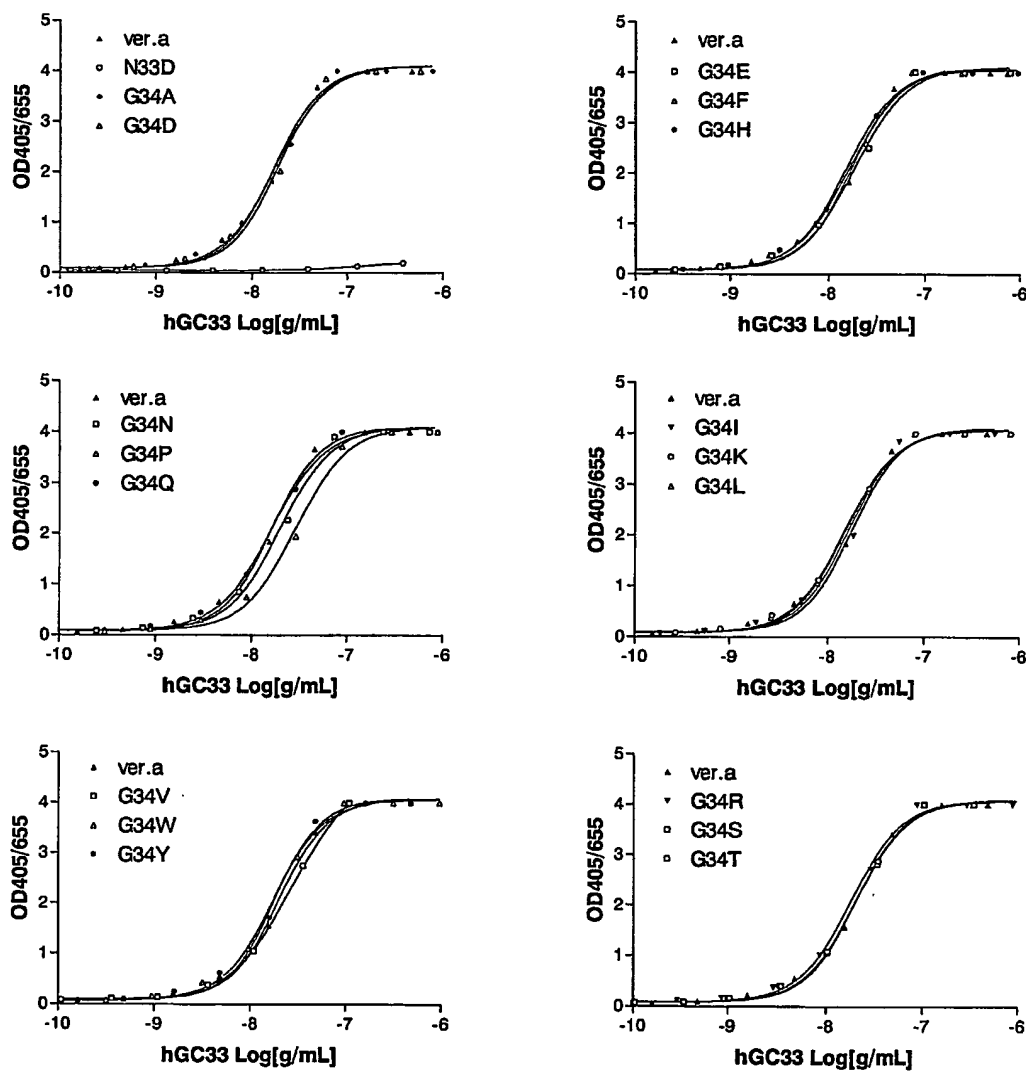 ver.a
N33D
G34A
G34D
OD405/655
5
4
3
2
1
0
-10 -9 -8 -7 -6
hGC33 Log[g/mL]
ver.a
G34E
G34F
G34H
OD405/655
5
4
3
2
1
0
-10 -9 -8 -7 -6
hGC33 Log[g/mL]
ver.a
G34N
G34P
G34Q
OD405/655
5
4
3
2
1
0
-10 -9 -8 -7 -6
hGC33 Log[g/mL]
ver.a
G34I
G34K
G34L
OD405/655
5
4
3
2
1
0
-10 -9 -8 -7 -6
hGC33 Log[g/mL]
ver.a
G34V
G34W
G34Y
OD405/655
5
4
3
2
1
0
-10 -9 -8 -7 -6
hGC33 Log[g/mL]
ver.a
G34R
G34S
G34T
OD405/655
5
4
3
2
1
0
-10 -9 -8 -7 -6
hGC33 Log[g/mL]